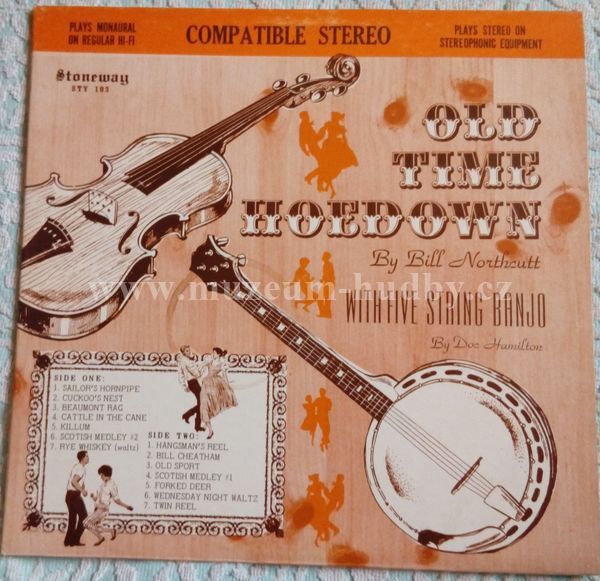 PLAYS MONAURAL
ON REGULAR HI-FI
COMPATIBLE STEREO
PLAYS STEREO ON
STEREOPHONIC EQUIPMENT
Stoneway
STY 103
OLD
TIME
HOEDOWN
By Bill Northcutt
www.muzeum-hudby.cz
WITH FIVE STRING BANJO
By Doc Hamilton
SIDE ONE:
1. SAILOR'S HORNPIPE
2. CUCKOO'S NEST
3. BEAUMONT RAG
4. CATTLE IN THE CANE
5. KILLUM
6. SCOTISH MEDLEY #2
7. RYE WHISKEY (waltz)
SIDE TWO:
1. HANGSMAN'S REEL
2. BILL CHEATHAM
3. OLD SPORT
4. SCOTISH MEDLEY #1
5. FORKED DEER
6. WEDNESDAY NIGHT WALTZ
7. TWIN REEL